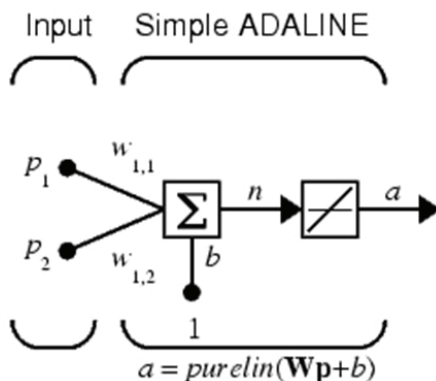 Input Simple ADALINE
p1 w1,1
Σ n a
p2 w1,2 b
1
a = purelin(Wp+b)